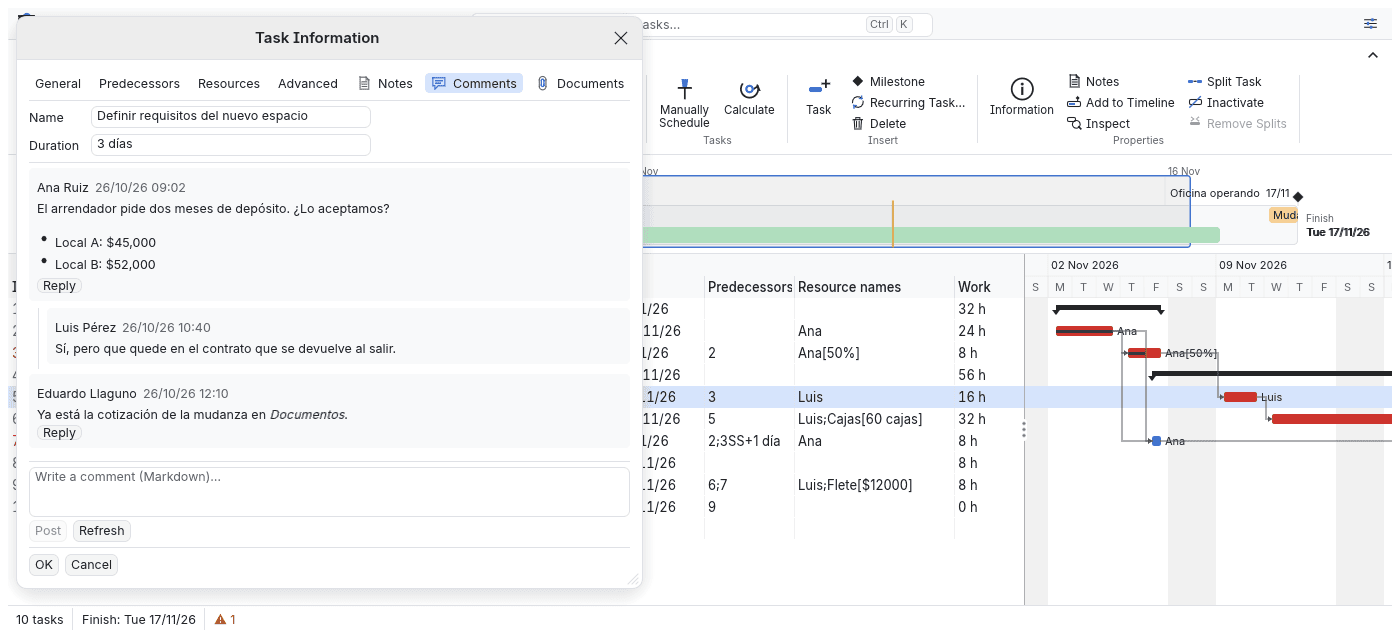 Task Information
General Predecessors Resources Advanced Notes Comments Documents
Name Definir requisitos del nuevo espacio
Duration 3 días
Ana Ruiz 26/10/26 09:02
El arrendador pide dos meses de depósito. ¿Lo aceptamos?
• Local A: $45,000
• Local B: $52,000
Reply
Luis Pérez 26/10/26 10:40
Sí, pero que quede en el contrato que se devuelve al salir.
Eduardo Llaguno 26/10/26 12:10
Ya está la cotización de la mudanza en Documentos.
Reply
Write a comment (Markdown)...
Post Refresh
OK Cancel
Ctrl K
Manually Schedule
Calculate
Tasks
Task
Milestone
Recurring Task...
Delete
Insert
Information
Notes
Add to Timeline
Inspect
Split Task
Inactivate
Remove Splits
Properties
Nov 16 Nov
Oficina operando 17/11
Finish
Tue 17/11/26
Predecessors Resource names Work
32 h
Ana 24 h
2 Ana[50%] 8 h
56 h
3 Luis 16 h
5 Luis;Cajas[60 cajas] 32 h
2;3SS+1 día Ana 8 h
8 h
6;7 Luis;Flete[$12000] 8 h
9 0 h
02 Nov 2026 09 Nov 2026
S M T W T F S S M T W T F S S M
Ana
Ana[50%]
Luis
Ana
10 tasks Finish: Tue 17/11/26 1